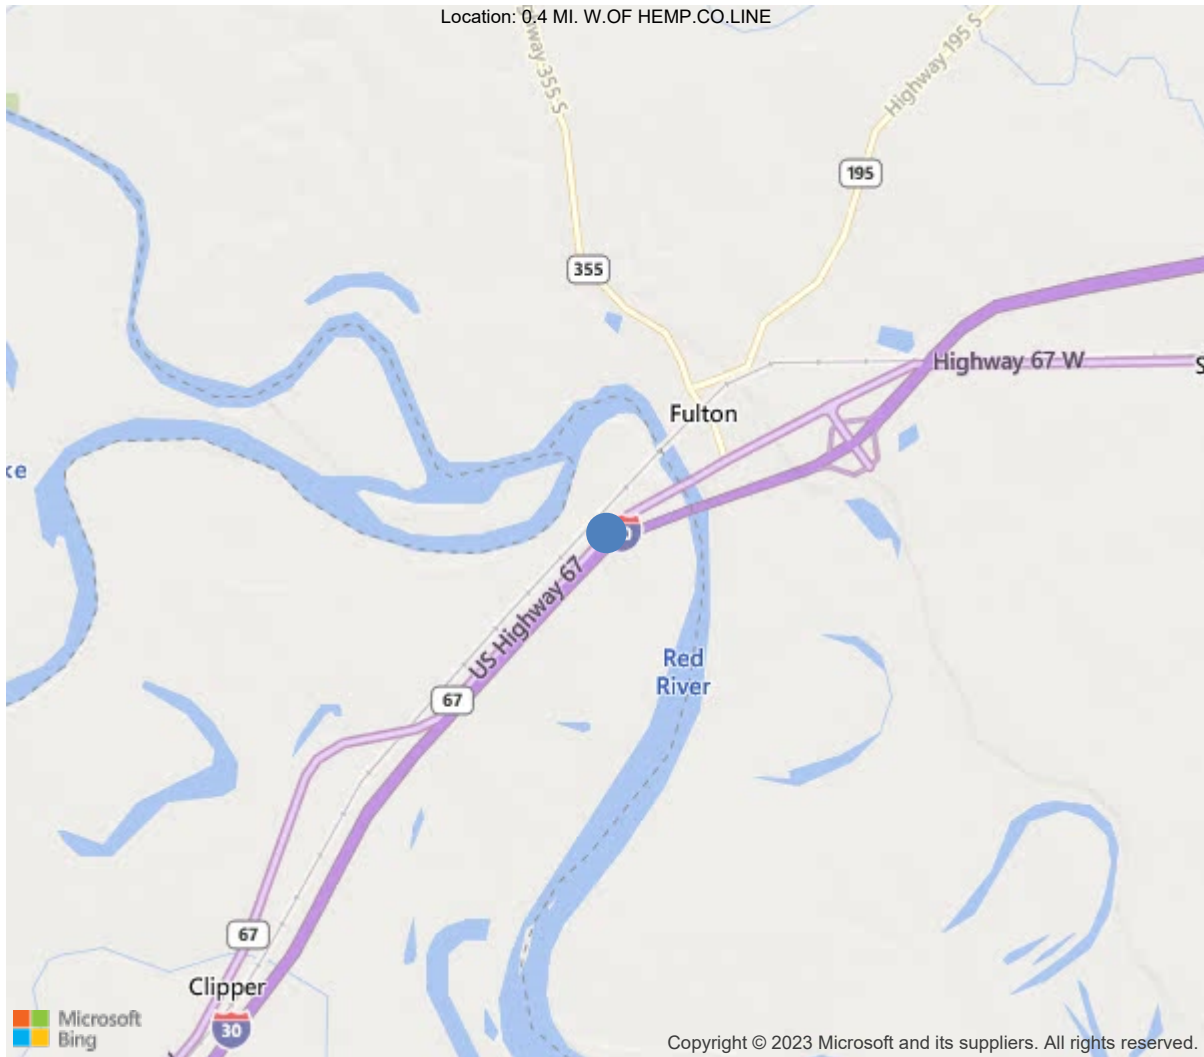 Location: 0.4 MI. W.OF HEMP.CO.LINE
Highway 195 S
195
355
Highway 67 W
Fulton
US Highway 67
Red
River
67
67
Clipper
30
Microsoft
Bing
Copyright © 2023 Microsoft and its suppliers. All rights reserved.